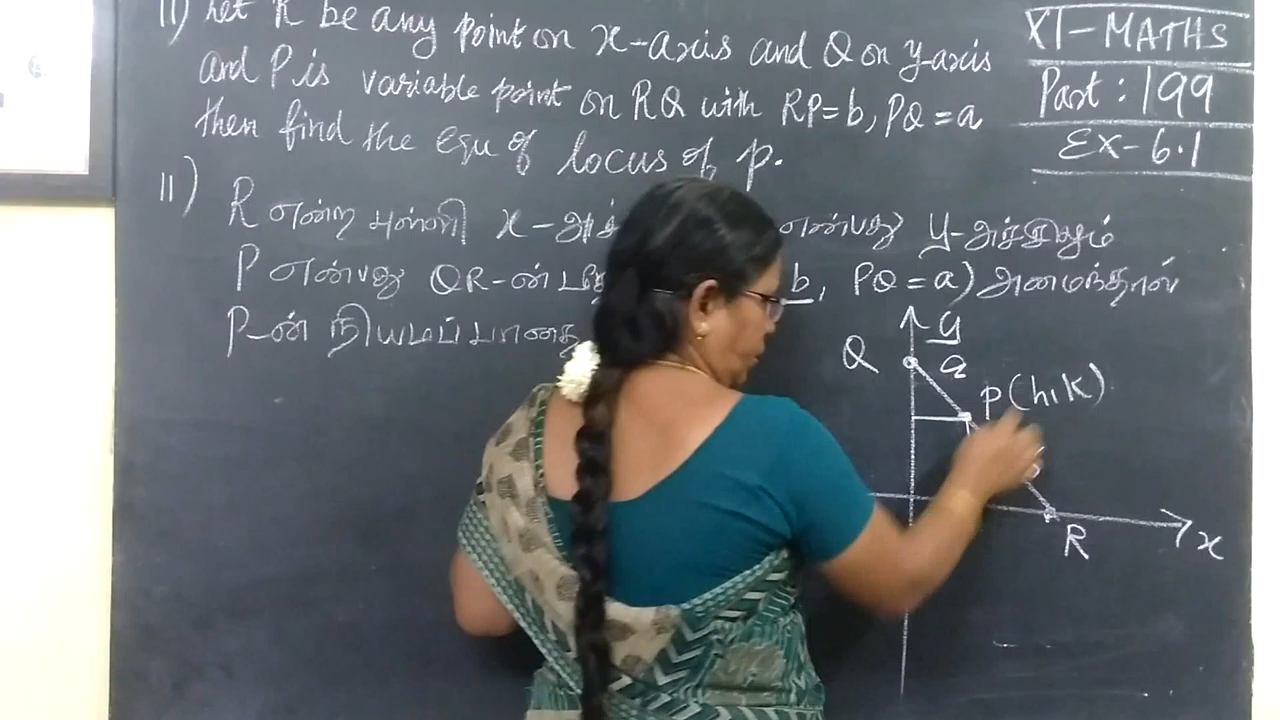 11) Let R be any point on x-axis and Q on y-axis
and P is variable point on RQ with RP=b, PQ=a
then find the equ of locus of p.
11) R என்ற புள்ளி x- என்பது y-அச்சிலும்
P என்பது QR-ன் b, PQ=a) அமைந்தால்
P-ன் நியமப்பாதை
XI-MATHS
Part: 199
EX-6.1
y
Q a
P(h,k)
b
R
x